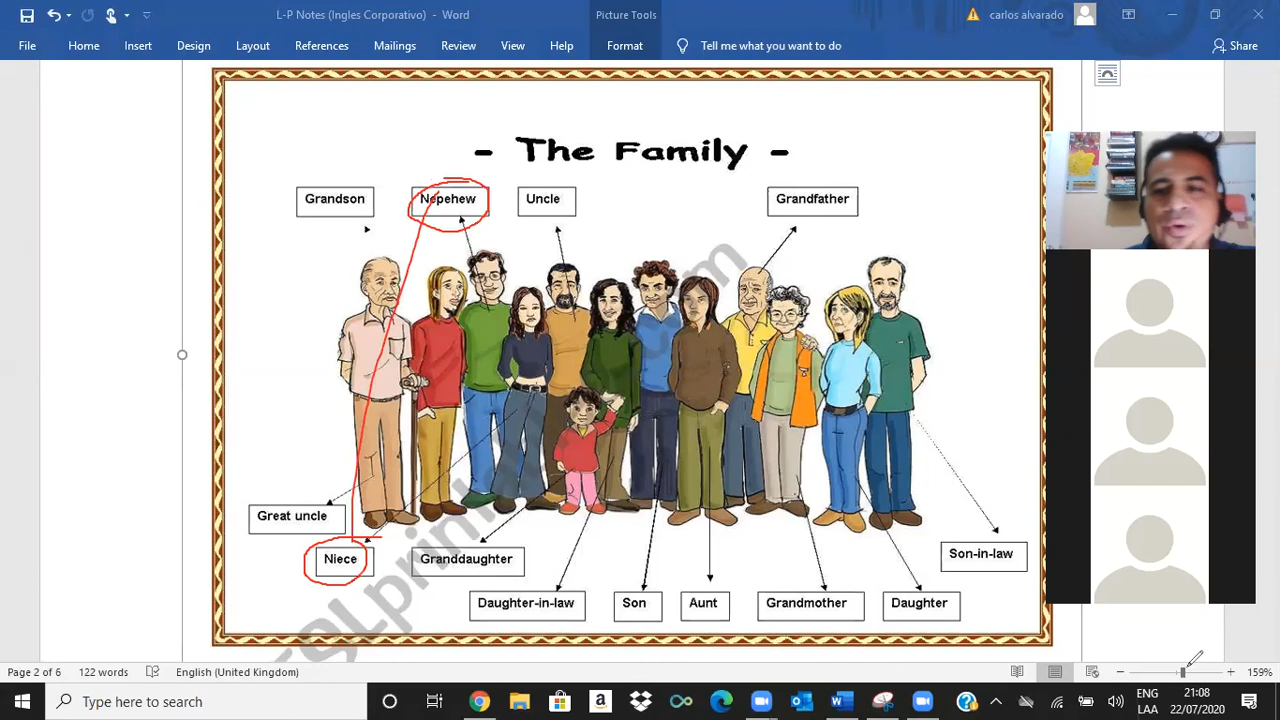 L-P Notes (Ingles Corporativo) - Word
Picture Tools
carlos alvarado
File Home Insert Design Layout References Mailings Review View Help Format Tell me what you want to do Share
- The Family -
Grandson Nepehew Uncle Grandfather
Great uncle
Niece Granddaughter Son-in-law
Daughter-in-law Son Aunt Grandmother Daughter
Page 2 of 6 122 words English (United Kingdom) 159%
Type here to search
ENG 21:08
LAA 22/07/2020